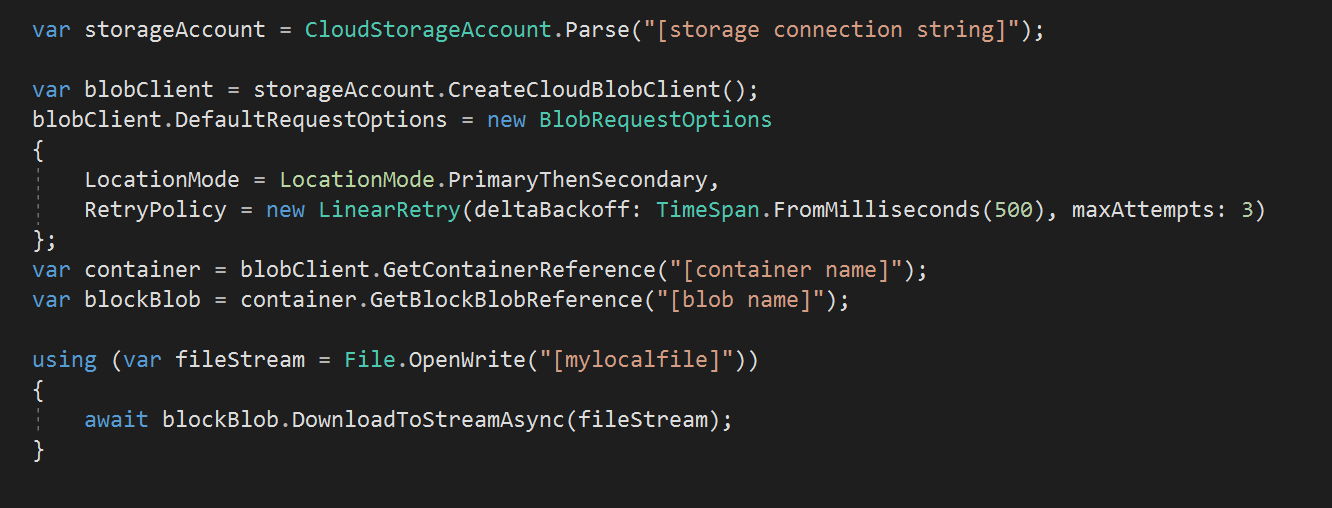 var storageAccount = CloudStorageAccount.Parse("[storage connection string]");
var blobClient = storageAccount.CreateCloudBlobClient();
blobClient.DefaultRequestOptions = new BlobRequestOptions
{
LocationMode = LocationMode.PrimaryThenSecondary,
RetryPolicy = new LinearRetry(deltaBackoff: TimeSpan.FromMilliseconds(500), maxAttempts: 3)
};
var container = blobClient.GetContainerReference("[container name]");
var blockBlob = container.GetBlockBlobReference("[blob name]");
using (var fileStream = File.OpenWrite("[mylocalfile]"))
{
await blockBlob.DownloadToStreamAsync(fileStream);
}